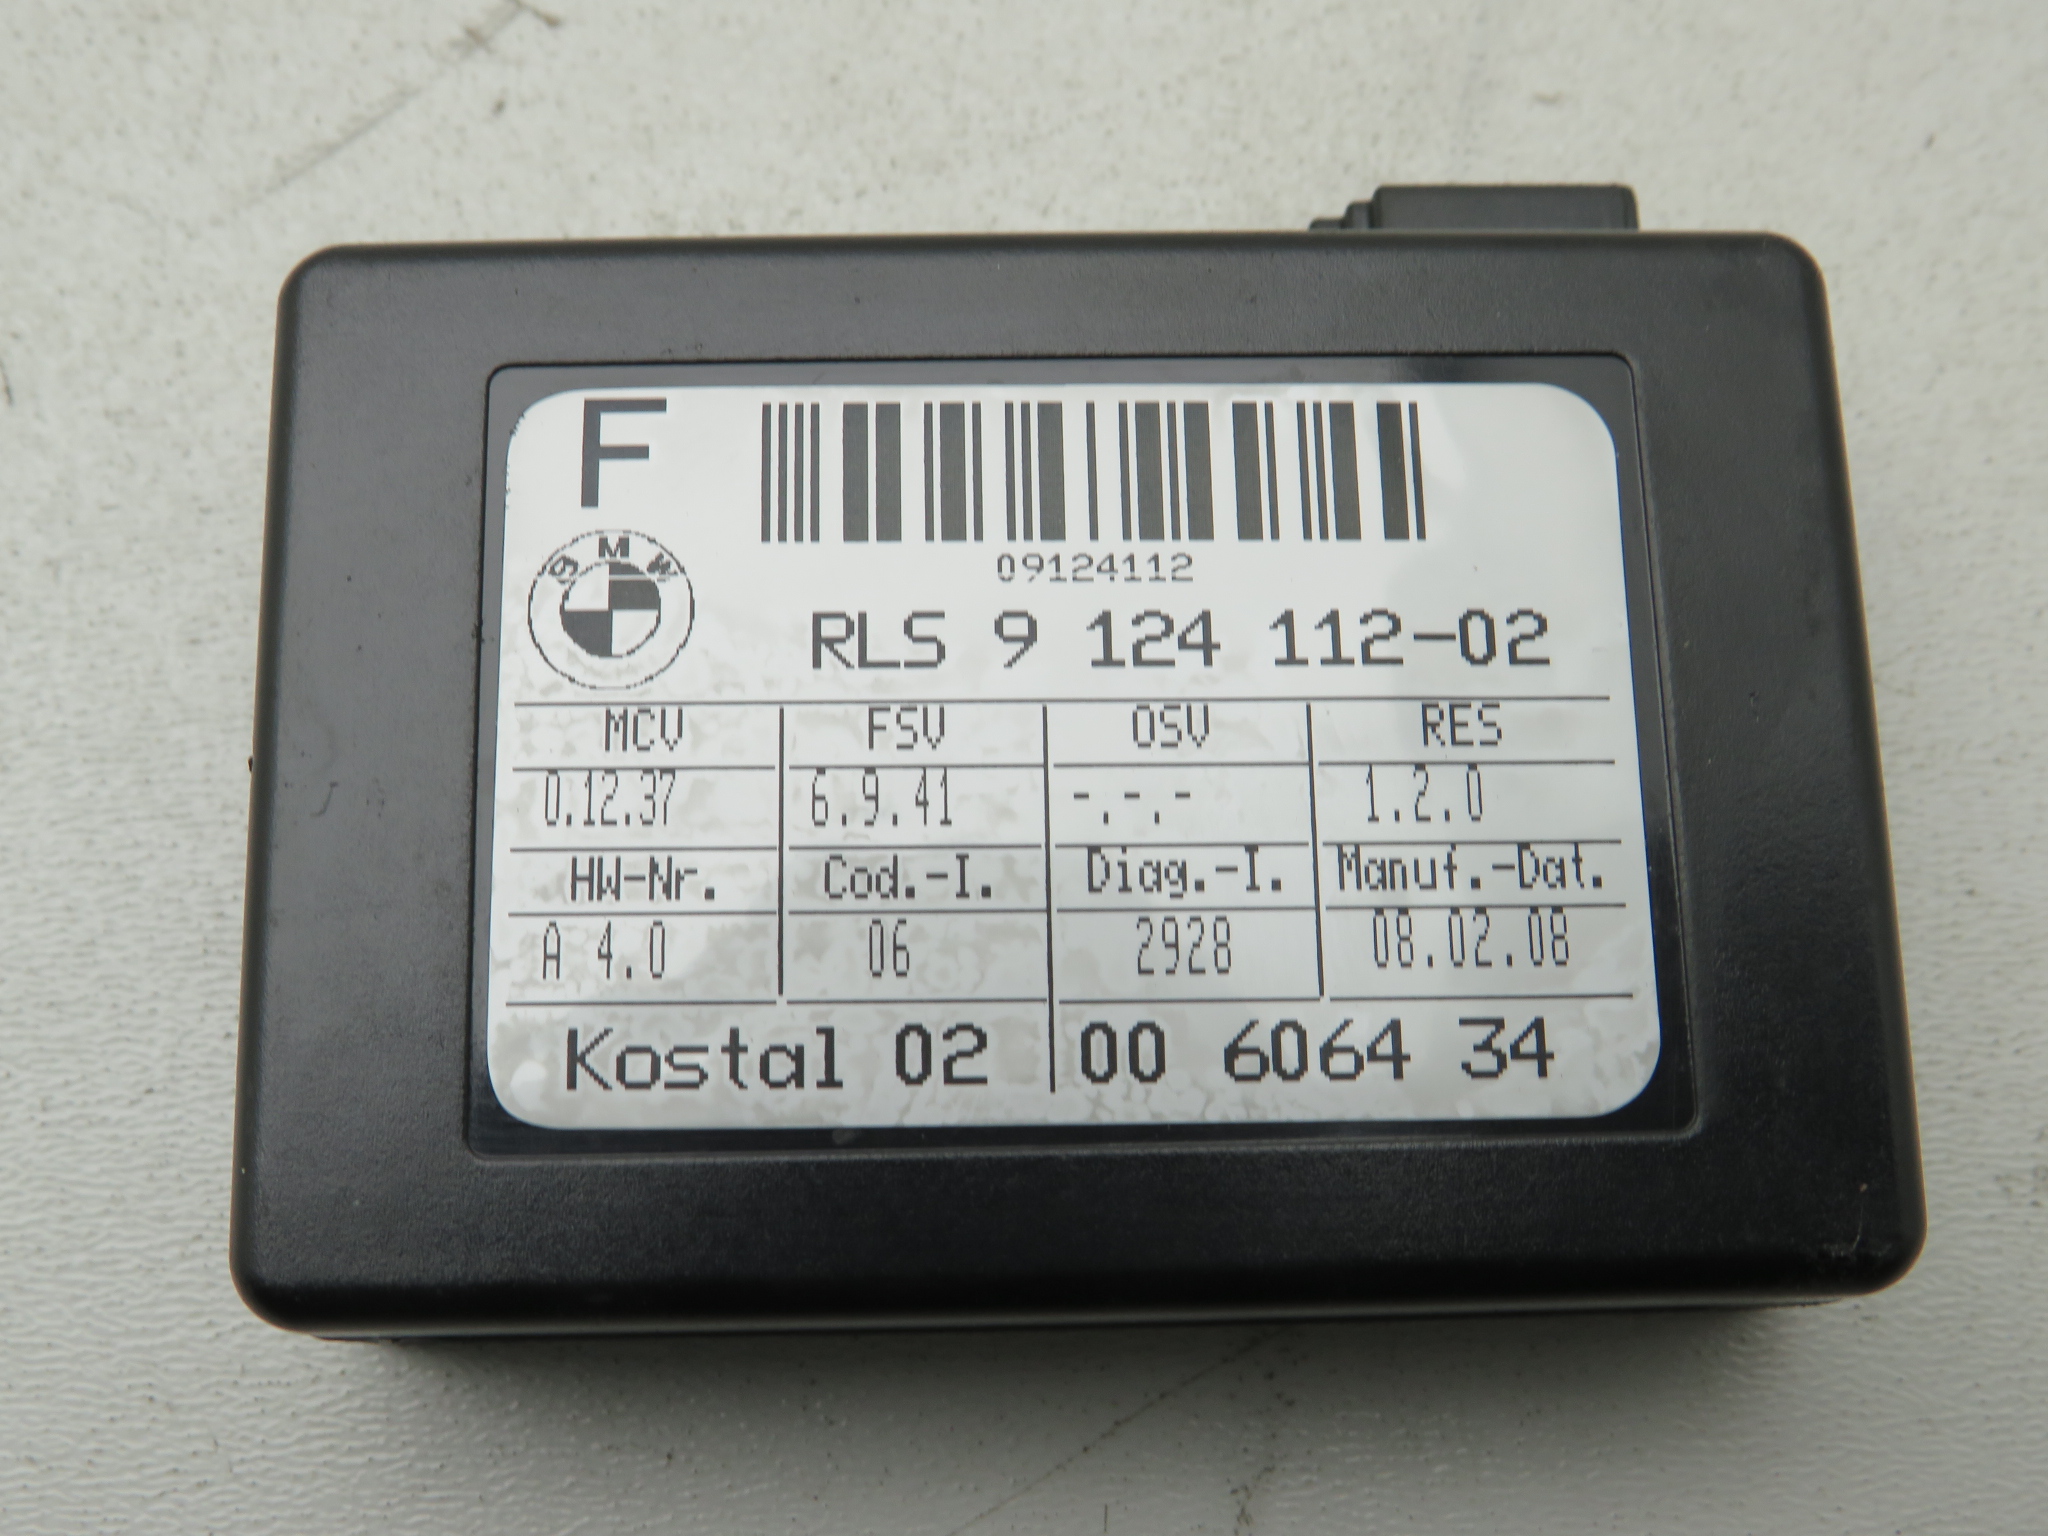 F
09124112
BMW
RLS 9 124 112-02
MCV FSV OSV RES
0.12.37 6.9.41 -.-.- 1.2.0
HW-Nr. Cod.-I. Diag.-I. Manuf.-Dat.
A 4.0 06 2928 08.02.08
Kostal 02 00 6064 34